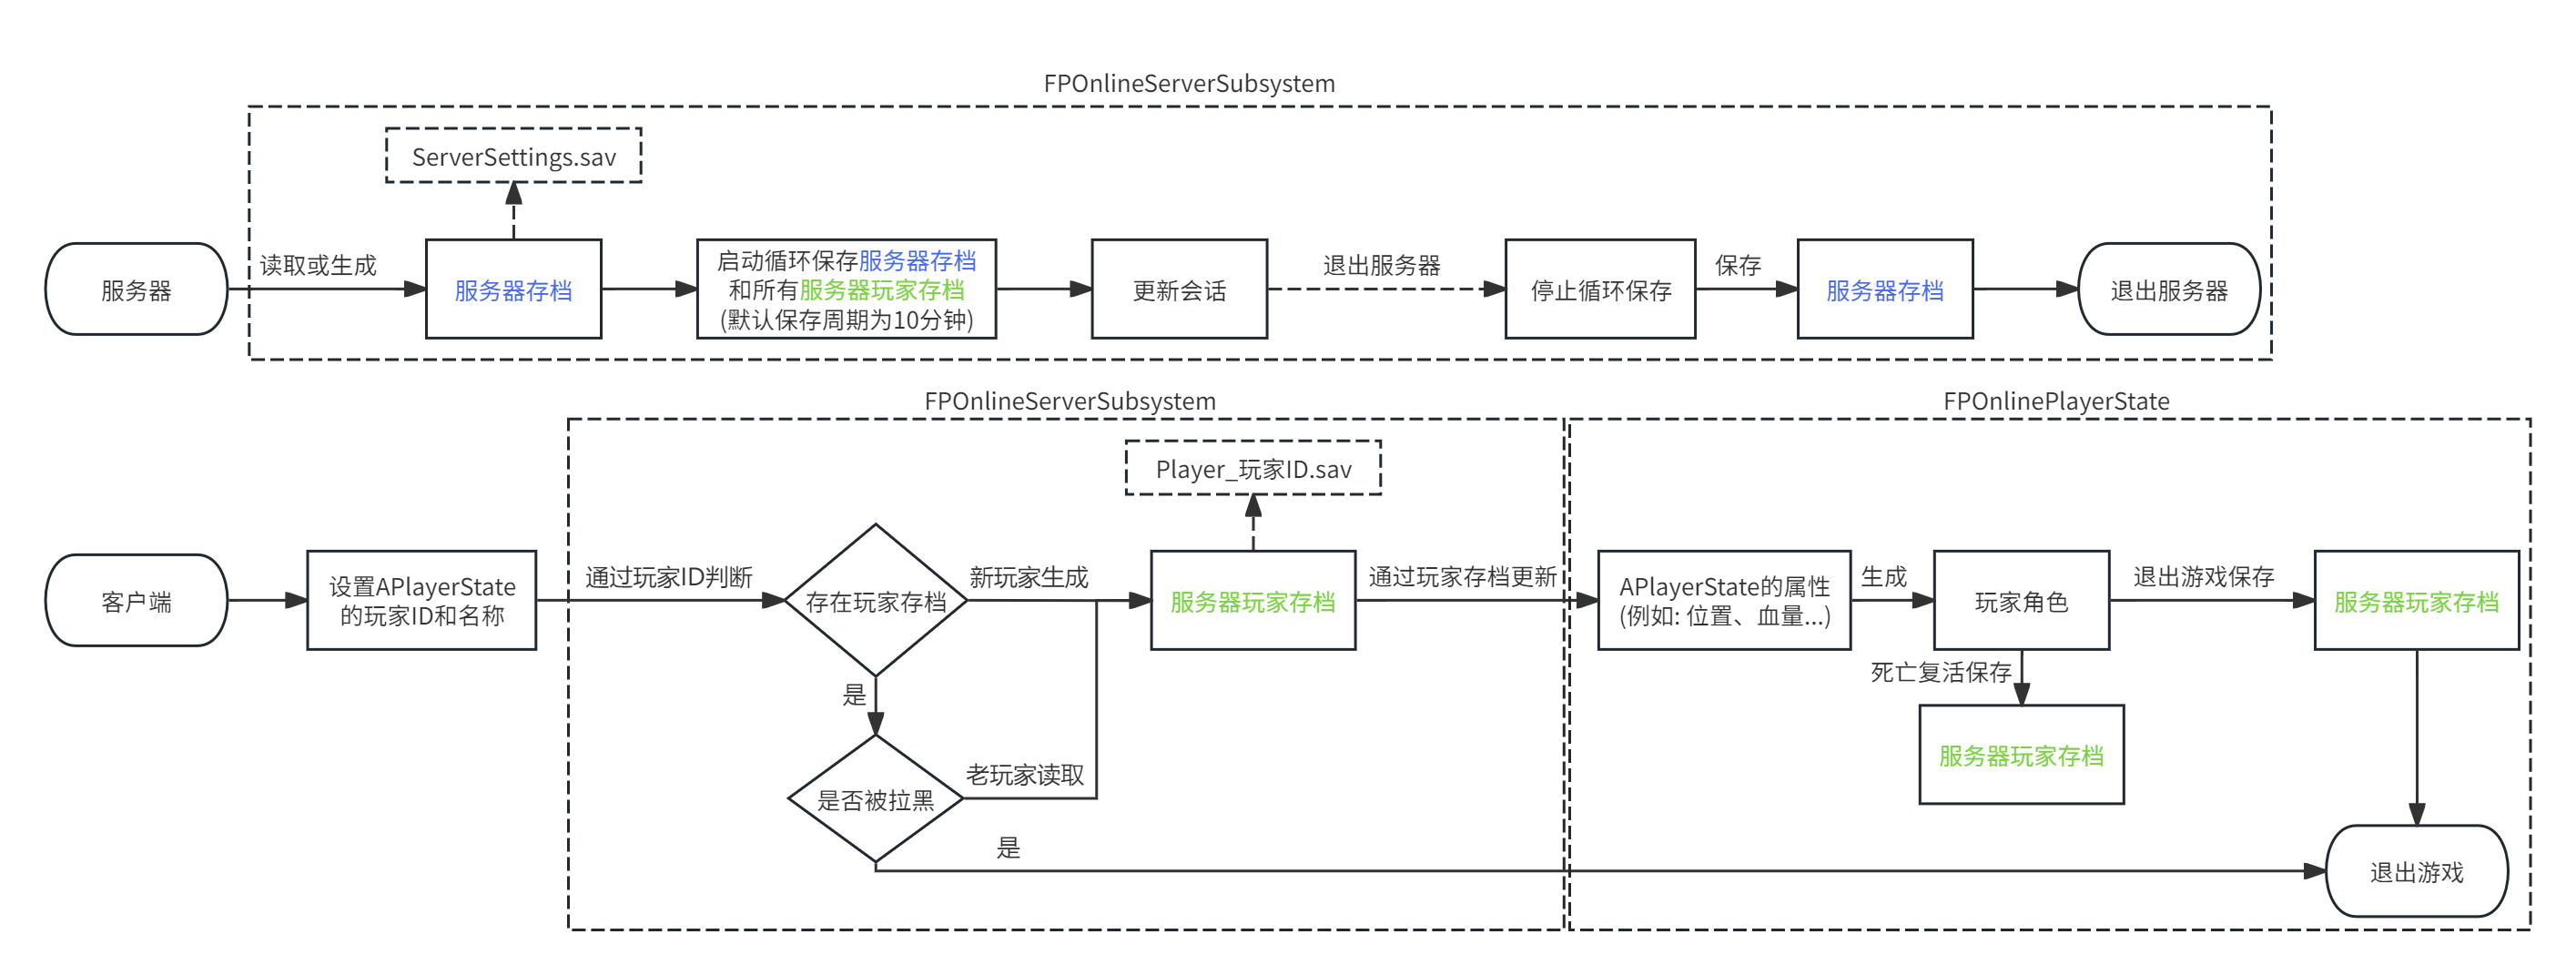 FPOnlineServerSubsystem
ServerSettings.sav
服务器
读取或生成
服务器存档
启动循环保存服务器存档
和所有服务器玩家存档
(默认保存周期为10分钟)
更新会话
退出服务器
停止循环保存
保存
服务器存档
退出服务器
FPOnlineServerSubsystem
FPOnlinePlayerState
Player_玩家ID.sav
客户端
设置APlayerState
的玩家ID和名称
通过玩家ID判断
存在玩家存档
新玩家生成
服务器玩家存档
通过玩家存档更新
APlayerState的属性
(例如: 位置、血量...)
生成
玩家角色
退出游戏保存
服务器玩家存档
死亡复活保存
服务器玩家存档
是
是否被拉黑
老玩家读取
是
退出游戏